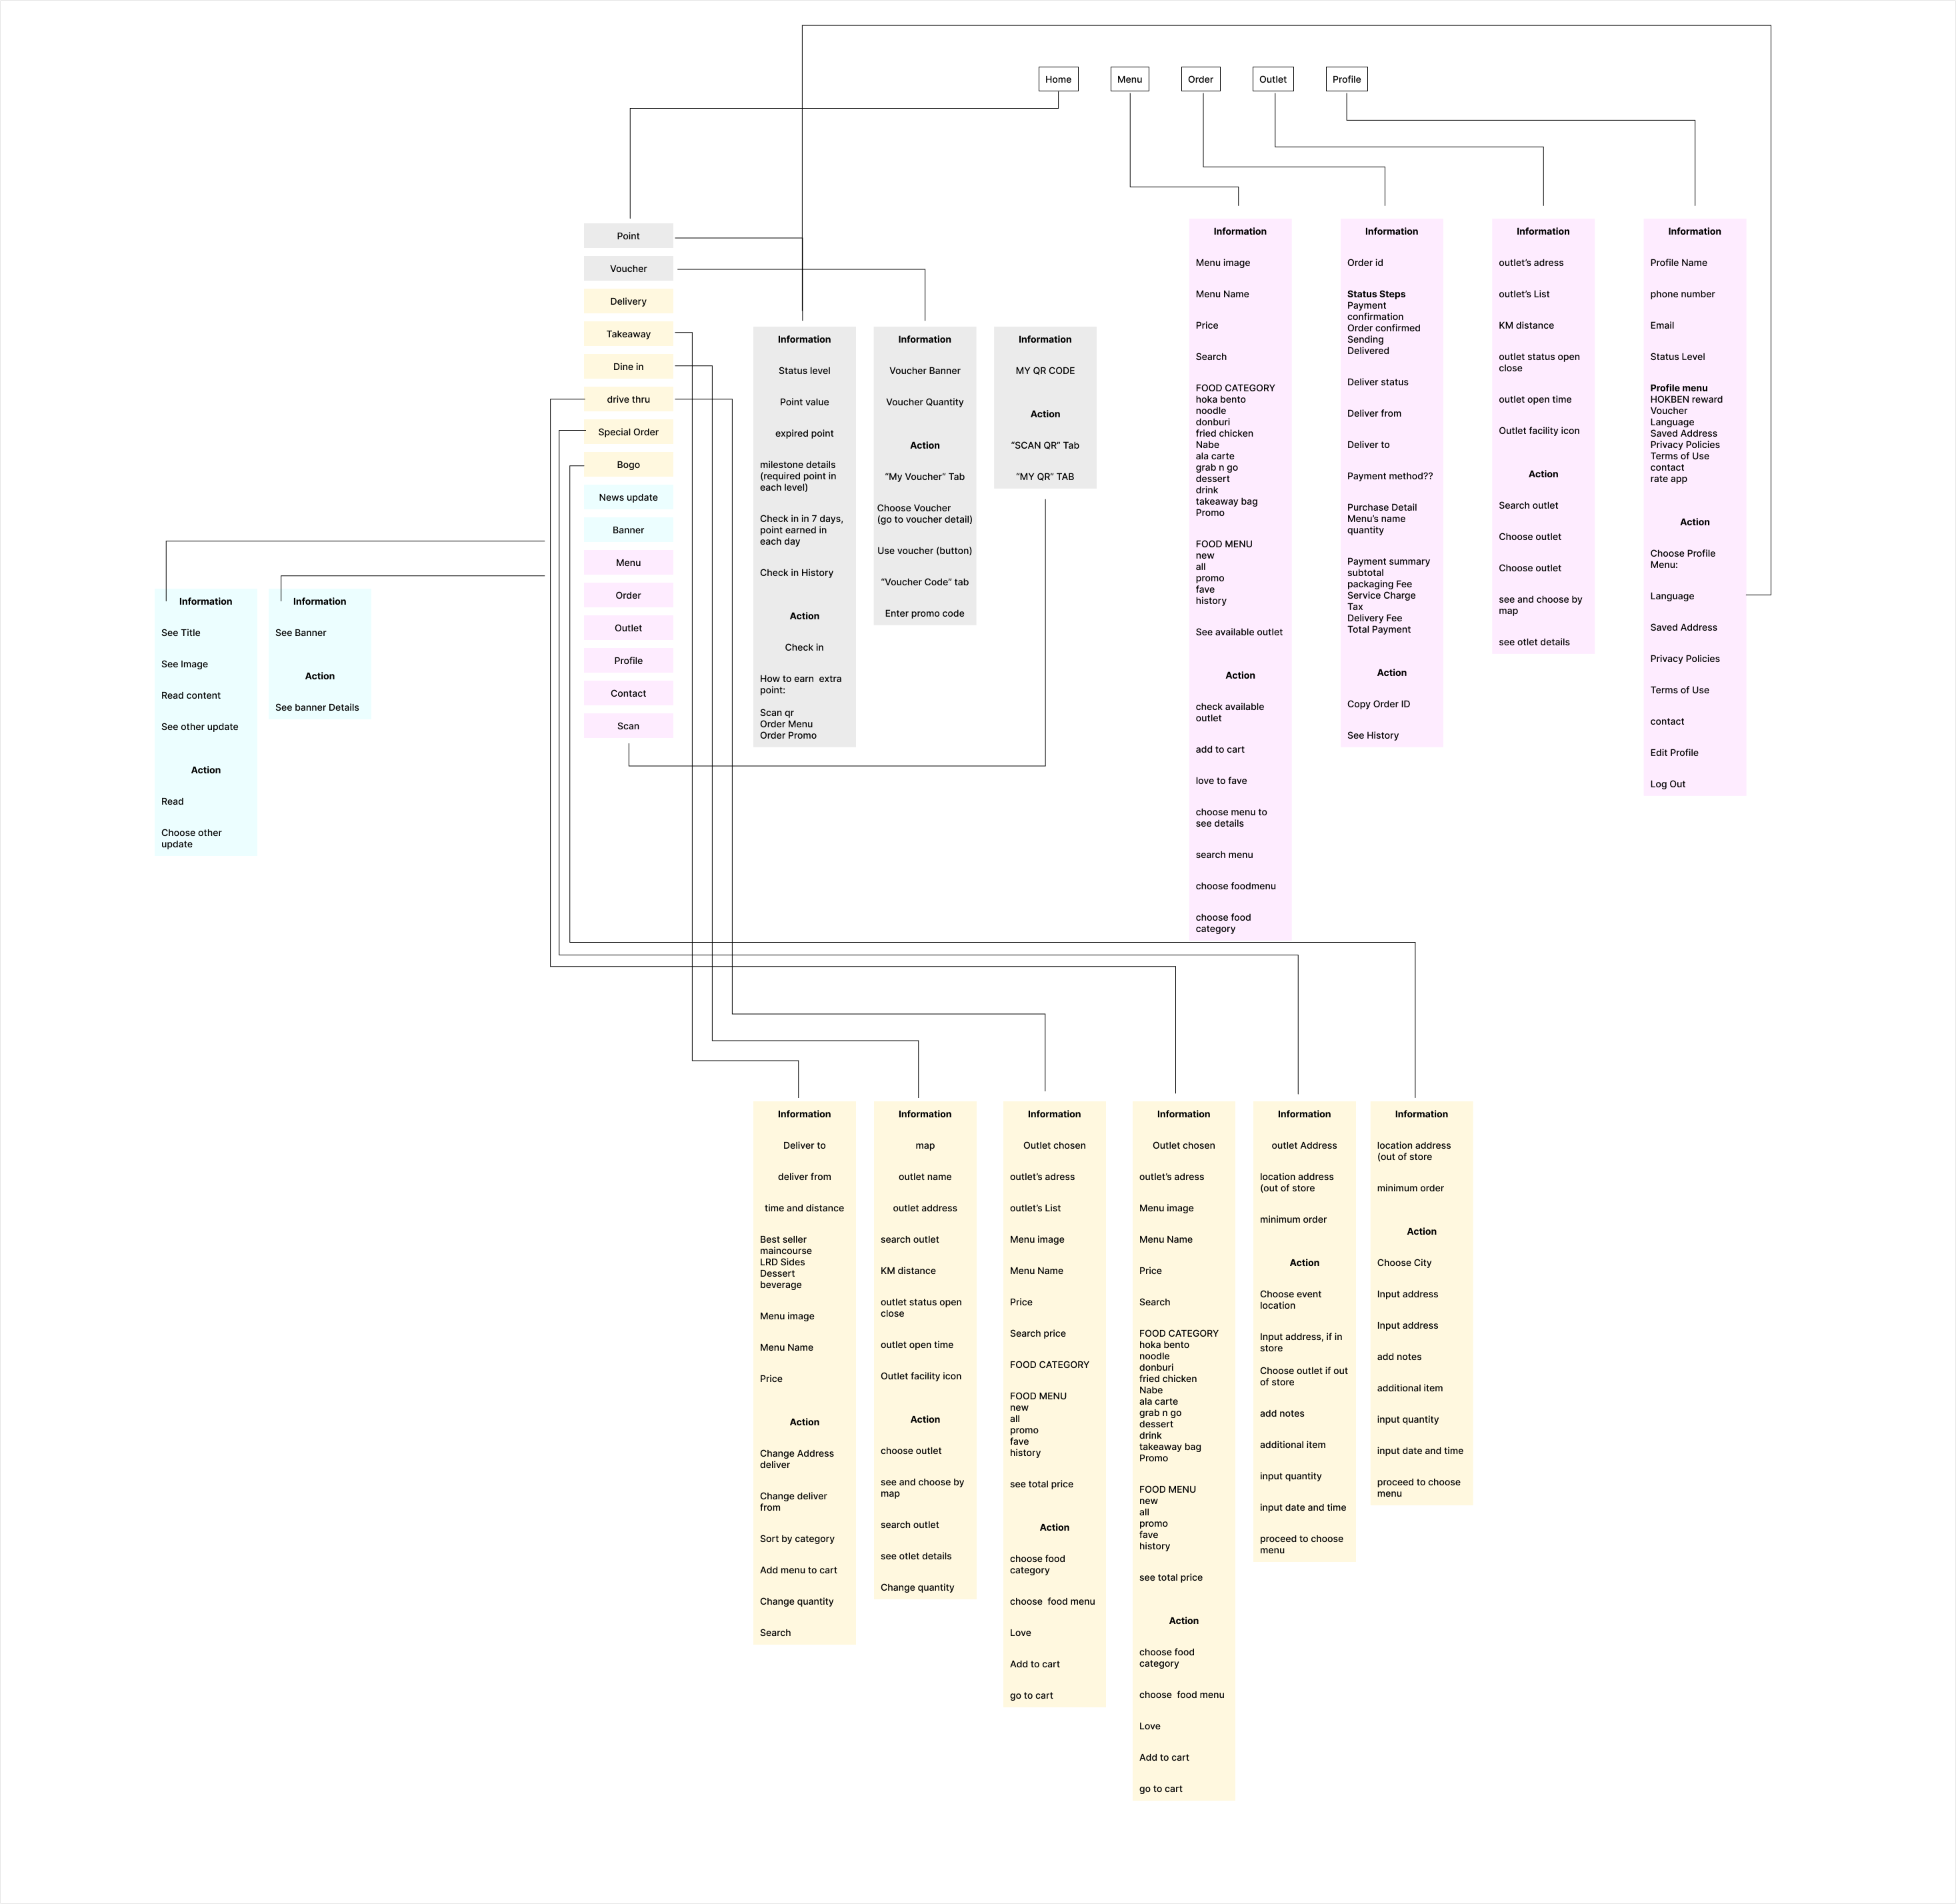 Home
Menu
Order
Outlet
Profile
Point
Voucher
Delivery
Takeaway
Dine in
drive thru
Special Order
Bogo
News update
Banner
Menu
Order
Outlet
Profile
Contact
Scan
Information
See Title
See Image
Read content
See other update
Action
Read
Choose other
update
Information
See Banner
Action
See banner Details
Information
Status level
Point value
expired point
milestone details
(required point in
each level)
Check in in 7 days,
point earned in
each day
Check in History
Action
Check in
How to earn  extra
point:
Scan qr
Order Menu
Order Promo
Information
Voucher Banner
Voucher Quantity
Action
“My Voucher” Tab
Choose Voucher
(go to voucher detail)
Use voucher (button)
“Voucher Code” tab
Enter promo code
Information
MY QR CODE
Action
“SCAN QR” Tab
“MY QR” TAB
Information
Menu image
Menu Name
Price
Search
FOOD CATEGORY
hoka bento
noodle
donburi
fried chicken
Nabe
ala carte
grab n go
dessert
drink
takeaway bag
Promo
FOOD MENU
new
all
promo
fave
history
See available outlet
Action
check available
outlet
add to cart
love to fave
choose menu to
see details
search menu
choose foodmenu
choose food
category
Information
Order id
Status Steps
Payment
confirmation
Order confirmed
Sending
Delivered
Deliver status
Deliver from
Deliver to
Payment method??
Purchase Detail
Menu’s name
quantity
Payment summary
subtotal
packaging Fee
Service Charge
Tax
Delivery Fee
Total Payment
Action
Copy Order ID
See History
Information
outlet’s adress
outlet’s List
KM distance
outlet status open
close
outlet open time
Outlet facility icon
Action
Search outlet
Choose outlet
Choose outlet
see and choose by
map
see otlet details
Information
Profile Name
phone number
Email
Status Level
Profile menu
HOKBEN reward
Voucher
Language
Saved Address
Privacy Policies
Terms of Use
contact
rate app
Action
Choose Profile
Menu:
Language
Saved Address
Privacy Policies
Terms of Use
contact
Edit Profile
Log Out
Information
Deliver to
deliver from
time and distance
Best seller
maincourse
LRD Sides
Dessert
beverage
Menu image
Menu Name
Price
Action
Change Address
deliver
Change deliver
from
Sort by category
Add menu to cart
Change quantity
Search
Information
map
outlet name
outlet address
search outlet
KM distance
outlet status open
close
outlet open time
Outlet facility icon
Action
choose outlet
see and choose by
map
search outlet
see otlet details
Change quantity
Information
Outlet chosen
outlet’s adress
outlet’s List
Menu image
Menu Name
Price
Search price
FOOD CATEGORY
FOOD MENU
new
all
promo
fave
history
see total price
Action
choose food
category
choose  food menu
Love
Add to cart
go to cart
Information
Outlet chosen
outlet’s adress
Menu image
Menu Name
Price
Search
FOOD CATEGORY
hoka bento
noodle
donburi
fried chicken
Nabe
ala carte
grab n go
dessert
drink
takeaway bag
Promo
FOOD MENU
new
all
promo
fave
history
see total price
Action
choose food
category
choose  food menu
Love
Add to cart
go to cart
Information
outlet Address
location address
(out of store
minimum order
Action
Choose event
location
Input address, if in
store
Choose outlet if out
of store
add notes
additional item
input quantity
input date and time
proceed to choose
menu
Information
location address
(out of store
minimum order
Action
Choose City
Input address
Input address
add notes
additional item
input quantity
input date and time
proceed to choose
menu